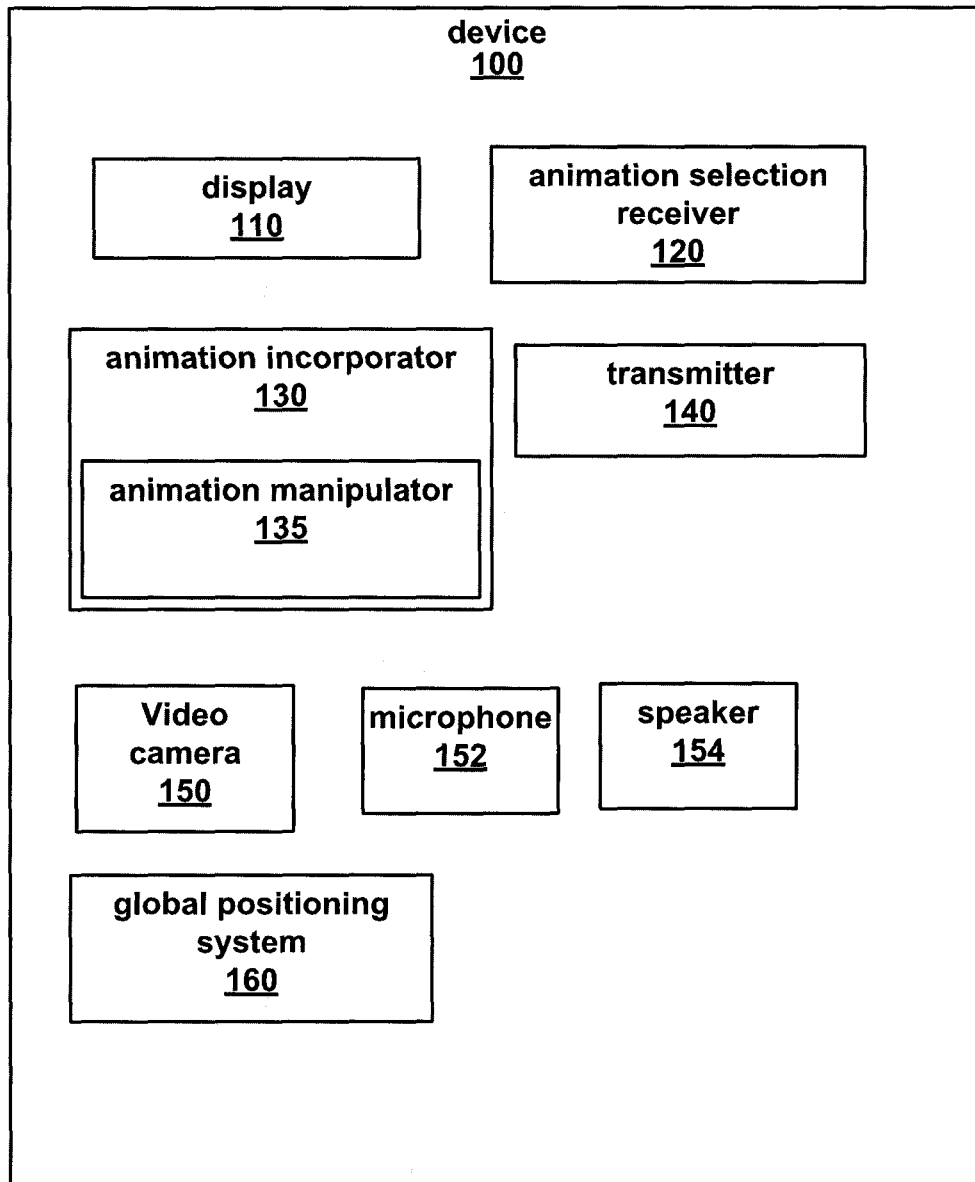 device
100
display
110
animation selection
receiver
120
animation incorporator
130
transmitter
140
animation manipulator
135
Video
camera
150
microphone
152
speaker
154
global positioning
system
160